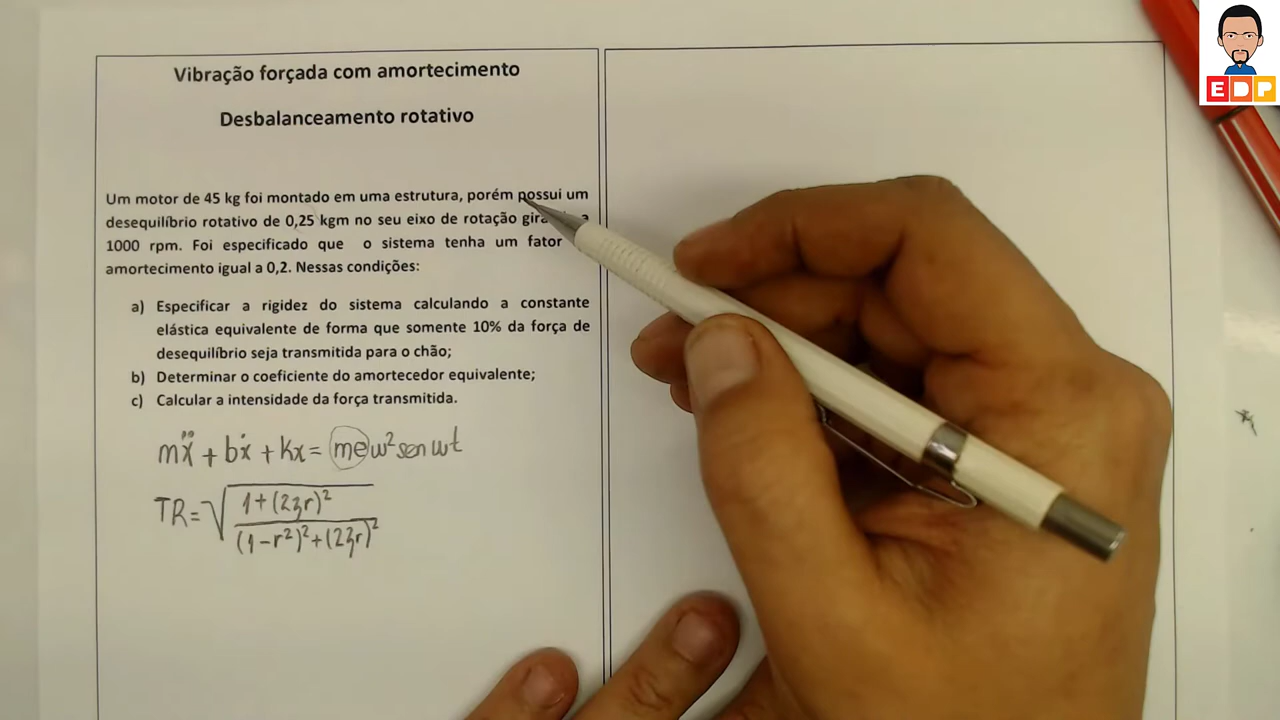 EDP
Vibração forçada com amortecimento
Desbalanceamento rotativo
Um motor de 45 kg foi montado em uma estrutura, porém possui um
desequilíbrio rotativo de 0,25 kgm no seu eixo de rotação a
1000 rpm. Foi especificado que o sistema tenha um fator
amortecimento igual a 0,2. Nessas condições:
a) Especificar a rigidez do sistema calculando a constante
elástica equivalente de forma que somente 10% da força de
desequilíbrio seja transmitida para o chão;
b) Determinar o coeficiente do amortecedor equivalente;
c) Calcular a intensidade da força transmitida.
mẍ + bẋ + kx = mew² sen wt
TR = √((1+(2ζr)²)/((1-r²)²+(2ζr)²))